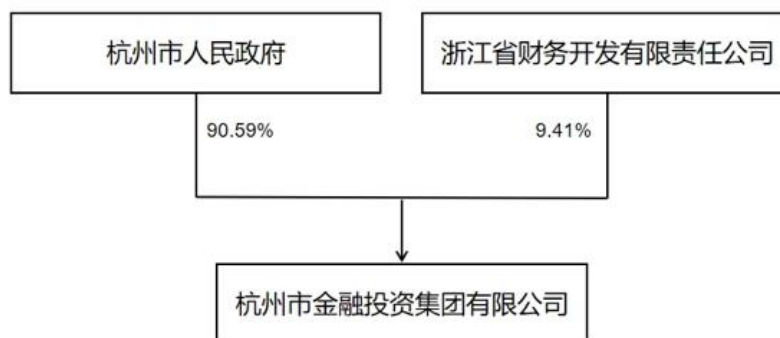 杭州市人民政府
浙江省财务开发有限责任公司
90.59%
9.41%
杭州市金融投资集团有限公司